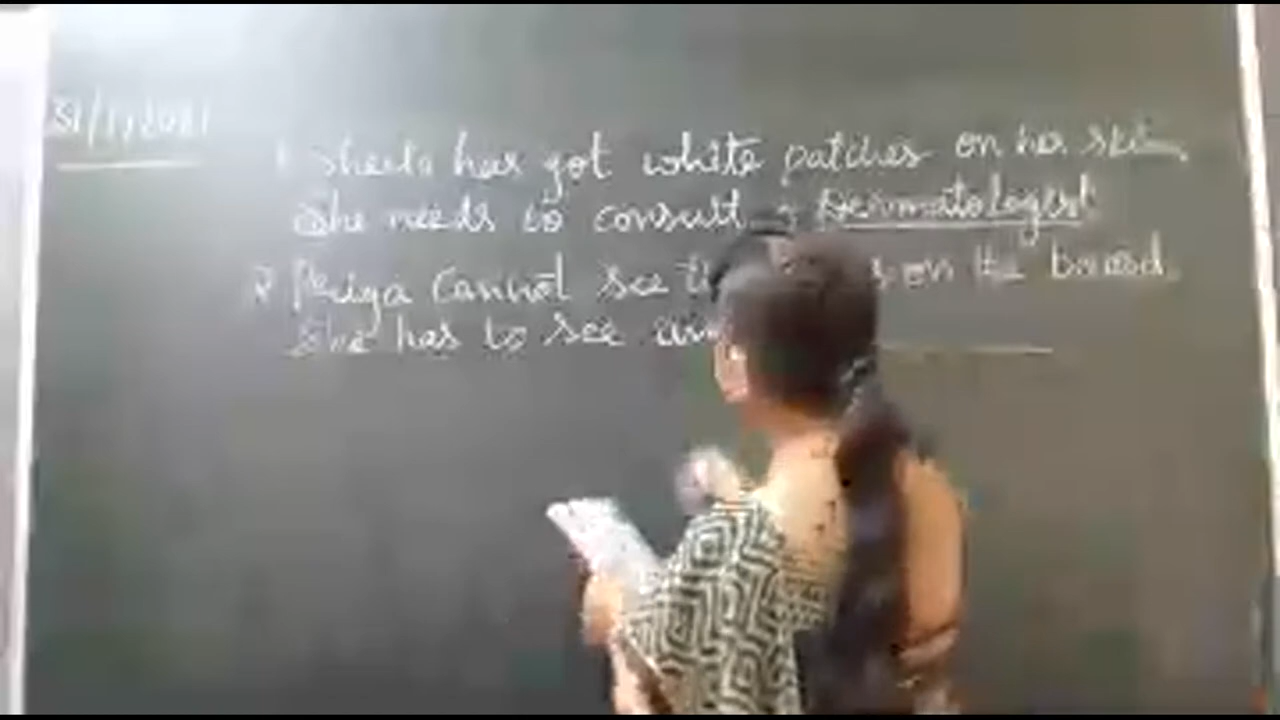 31/1/2021
1 Sheela has got white patches on her skin.
She needs to consult a Dermatologist.
2 Priya cannot see on the board.
She has to see